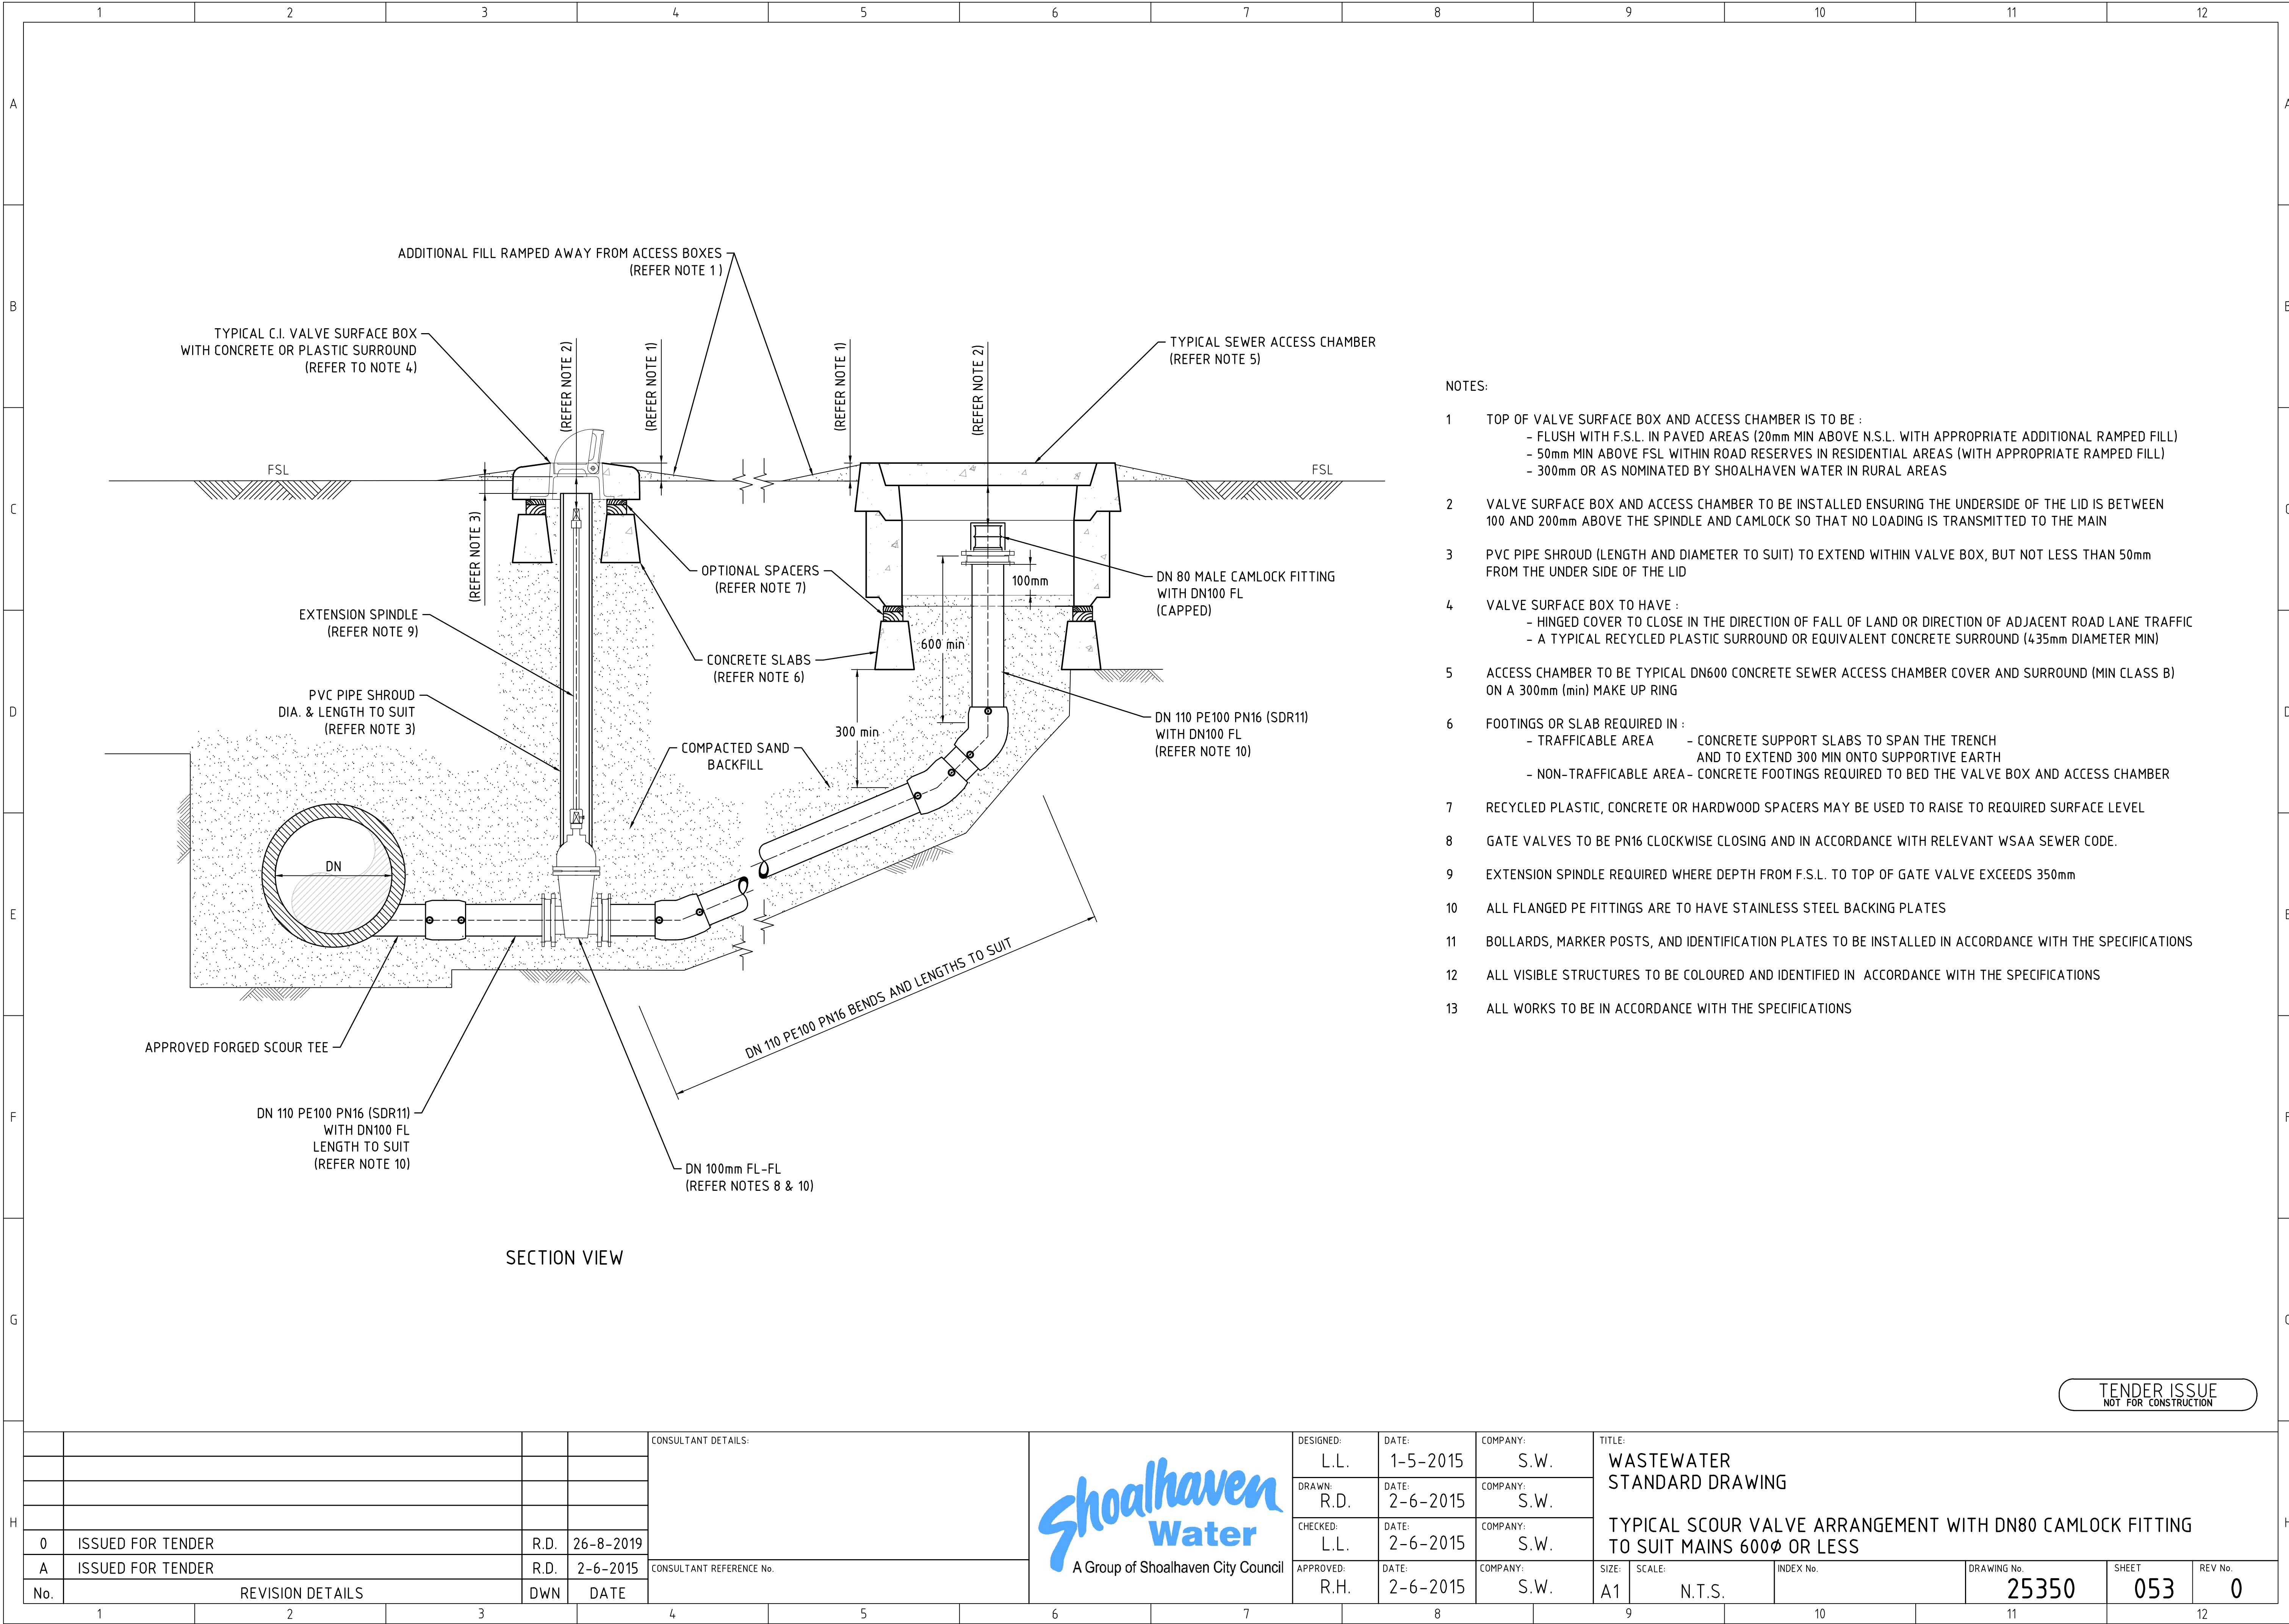 1 2 3 4 5 6 7 8 9 10 11 12
A A
B B
C C
D D
E E
F F
G G
H H
ADDITIONAL FILL RAMPED AWAY FROM ACCESS BOXES
(REFER NOTE 1 )
TYPICAL C.I. VALVE SURFACE BOX
WITH CONCRETE OR PLASTIC SURROUND
(REFER TO NOTE 4)
(REFER NOTE 2)
(REFER NOTE 1)
(REFER NOTE 1)
(REFER NOTE 2)
TYPICAL SEWER ACCESS CHAMBER
(REFER NOTE 5)
FSL
FSL
(REFER NOTE 3)
OPTIONAL SPACERS
(REFER NOTE 7)
100mm
DN 80 MALE CAMLOCK FITTING
WITH DN100 FL
(CAPPED)
EXTENSION SPINDLE
(REFER NOTE 9)
600 min
CONCRETE SLABS
(REFER NOTE 6)
PVC PIPE SHROUD
DIA. & LENGTH TO SUIT
(REFER NOTE 3)
300 min
DN 110 PE100 PN16 (SDR11)
WITH DN100 FL
(REFER NOTE 10)
COMPACTED SAND
BACKFILL
DN
DN 110 PE100 PN16 BENDS AND LENGTHS TO SUIT
APPROVED FORGED SCOUR TEE
DN 110 PE100 PN16 (SDR11)
WITH DN100 FL
LENGTH TO SUIT
(REFER NOTE 10)
DN 100mm FL-FL
(REFER NOTES 8 & 10)
SECTION VIEW
NOTES:
1 TOP OF VALVE SURFACE BOX AND ACCESS CHAMBER IS TO BE :
- FLUSH WITH F.S.L. IN PAVED AREAS (20mm MIN ABOVE N.S.L. WITH APPROPRIATE ADDITIONAL RAMPED FILL)
- 50mm MIN ABOVE FSL WITHIN ROAD RESERVES IN RESIDENTIAL AREAS (WITH APPROPRIATE RAMPED FILL)
- 300mm OR AS NOMINATED BY SHOALHAVEN WATER IN RURAL AREAS
2 VALVE SURFACE BOX AND ACCESS CHAMBER TO BE INSTALLED ENSURING THE UNDERSIDE OF THE LID IS BETWEEN
100 AND 200mm ABOVE THE SPINDLE AND CAMLOCK SO THAT NO LOADING IS TRANSMITTED TO THE MAIN
3 PVC PIPE SHROUD (LENGTH AND DIAMETER TO SUIT) TO EXTEND WITHIN VALVE BOX, BUT NOT LESS THAN 50mm
FROM THE UNDER SIDE OF THE LID
4 VALVE SURFACE BOX TO HAVE :
- HINGED COVER TO CLOSE IN THE DIRECTION OF FALL OF LAND OR DIRECTION OF ADJACENT ROAD LANE TRAFFIC
- A TYPICAL RECYCLED PLASTIC SURROUND OR EQUIVALENT CONCRETE SURROUND (435mm DIAMETER MIN)
5 ACCESS CHAMBER TO BE TYPICAL DN600 CONCRETE SEWER ACCESS CHAMBER COVER AND SURROUND (MIN CLASS B)
ON A 300mm (min) MAKE UP RING
6 FOOTINGS OR SLAB REQUIRED IN :
- TRAFFICABLE AREA - CONCRETE SUPPORT SLABS TO SPAN THE TRENCH
AND TO EXTEND 300 MIN ONTO SUPPORTIVE EARTH
- NON-TRAFFICABLE AREA- CONCRETE FOOTINGS REQUIRED TO BED THE VALVE BOX AND ACCESS CHAMBER
7 RECYCLED PLASTIC, CONCRETE OR HARDWOOD SPACERS MAY BE USED TO RAISE TO REQUIRED SURFACE LEVEL
8 GATE VALVES TO BE PN16 CLOCKWISE CLOSING AND IN ACCORDANCE WITH RELEVANT WSAA SEWER CODE.
9 EXTENSION SPINDLE REQUIRED WHERE DEPTH FROM F.S.L. TO TOP OF GATE VALVE EXCEEDS 350mm
10 ALL FLANGED PE FITTINGS ARE TO HAVE STAINLESS STEEL BACKING PLATES
11 BOLLARDS, MARKER POSTS, AND IDENTIFICATION PLATES TO BE INSTALLED IN ACCORDANCE WITH THE SPECIFICATIONS
12 ALL VISIBLE STRUCTURES TO BE COLOURED AND IDENTIFIED IN ACCORDANCE WITH THE SPECIFICATIONS
13 ALL WORKS TO BE IN ACCORDANCE WITH THE SPECIFICATIONS
TENDER ISSUE
NOT FOR CONSTRUCTION
0 ISSUED FOR TENDER R.D. 26-8-2019
A ISSUED FOR TENDER R.D. 2-6-2015
No. REVISION DETAILS DWN DATE
CONSULTANT DETAILS:
CONSULTANT REFERENCE No.
Shoalhaven
Water
A Group of Shoalhaven City Council
DESIGNED: DATE: COMPANY:
L.L. 1-5-2015 S.W.
DRAWN: DATE: COMPANY:
R.D. 2-6-2015 S.W.
CHECKED: DATE: COMPANY:
L.L. 2-6-2015 S.W.
APPROVED: DATE: COMPANY:
R.H. 2-6-2015 S.W.
TITLE:
WASTEWATER
STANDARD DRAWING
TYPICAL SCOUR VALVE ARRANGEMENT WITH DN80 CAMLOCK FITTING
TO SUIT MAINS 600Ø OR LESS
SIZE: SCALE: INDEX No. DRAWING No. SHEET REV No.
A1 N.T.S. 25350 053 0
1 2 3 4 5 6 7 8 9 10 11 12